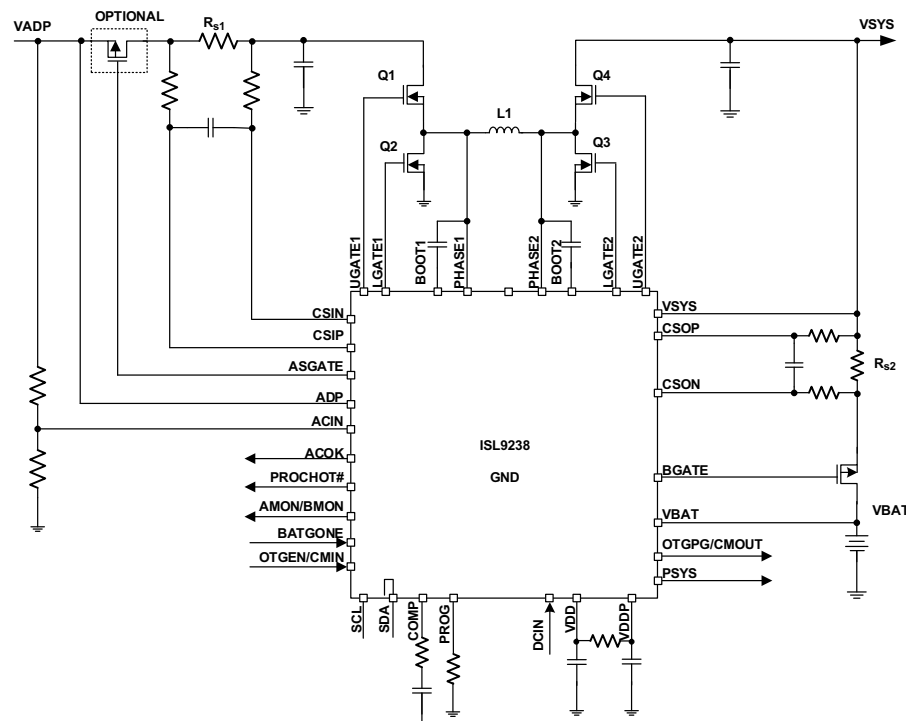 OPTIONAL
VADP
Rs1
VSYS
Q1
Q4
L1
Q2
Q3
UGATE1
LGATE1
BOOT1
PHASE1
PHASE2
BOOT2
LGATE2
UGATE2
CSIN
CSIP
ASGATE
ADP
ACIN
ACOK
PROCHOT#
AMON/BMON
BATGONE
OTGEN/CMIN
ISL9238
GND
VSYS
CSOP
Rs2
CSON
BGATE
VBAT
VBAT
OTGPG/CMOUT
PSYS
SCL
SDA
COMP
PROG
DCIN
VDD
VDDP